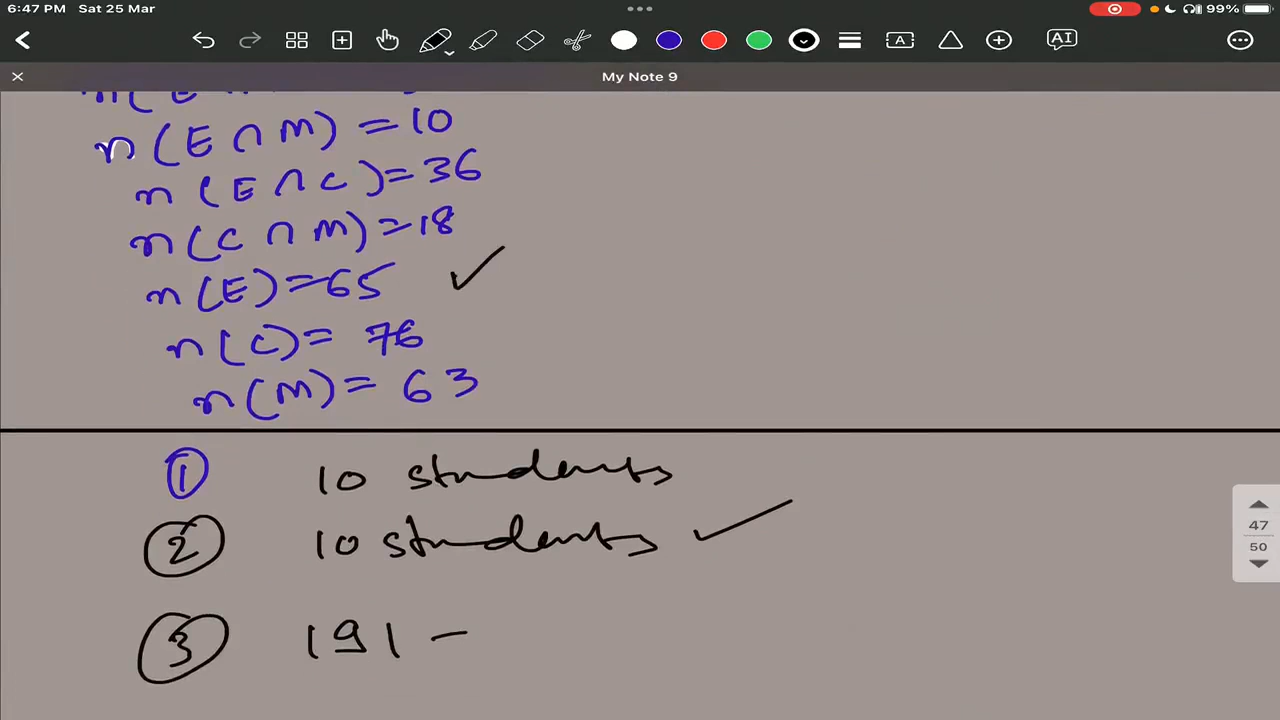 6:47 PM Sat 25 Mar
99%
A
AI
× My Note 9
n(E ∩ M) = 10
n(E ∩ C) = 36
n(C ∩ M) = 18
n(E) = 65 ✓
n(C) = 76
n(M) = 63
① 10 students
② 10 students ✓
③ 191 –
47
50